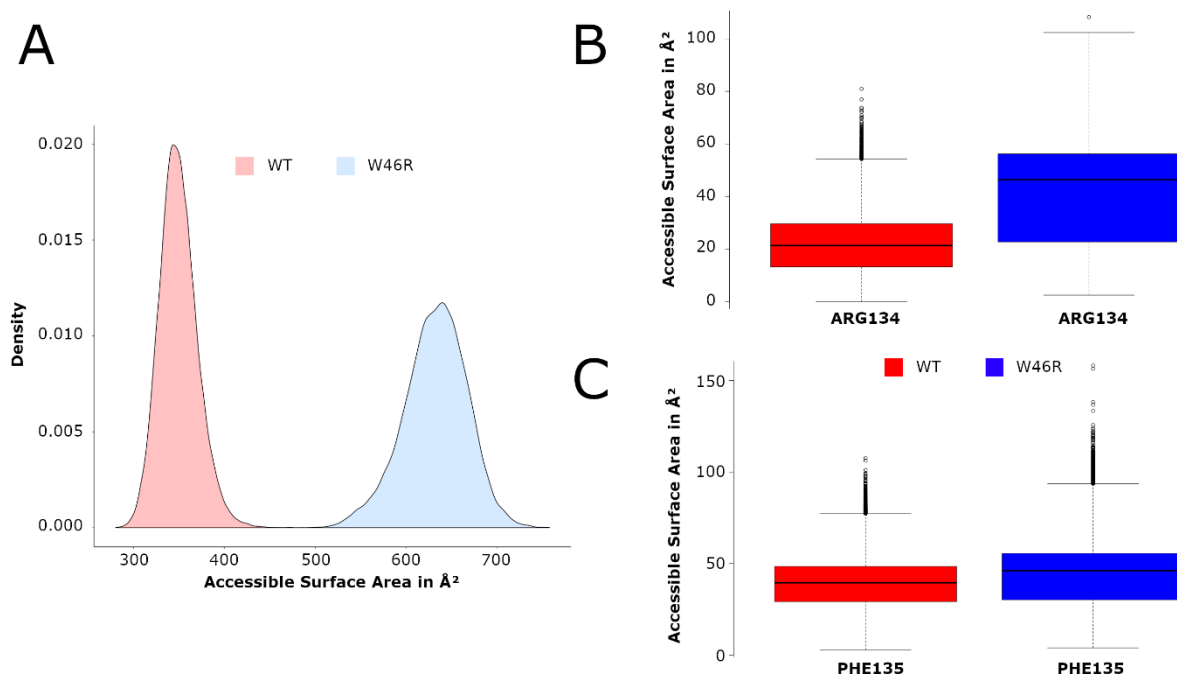 A
Density
0.020
0.015
0.010
0.005
0.000
WT
W46R
300
400
500
600
700
Accessible Surface Area in Å²
B
Accessible Surface Area in Å²
100
80
60
40
20
0
ARG134
ARG134
C
Accessible Surface Area in Å²
WT
W46R
150
100
50
0
PHE135
PHE135